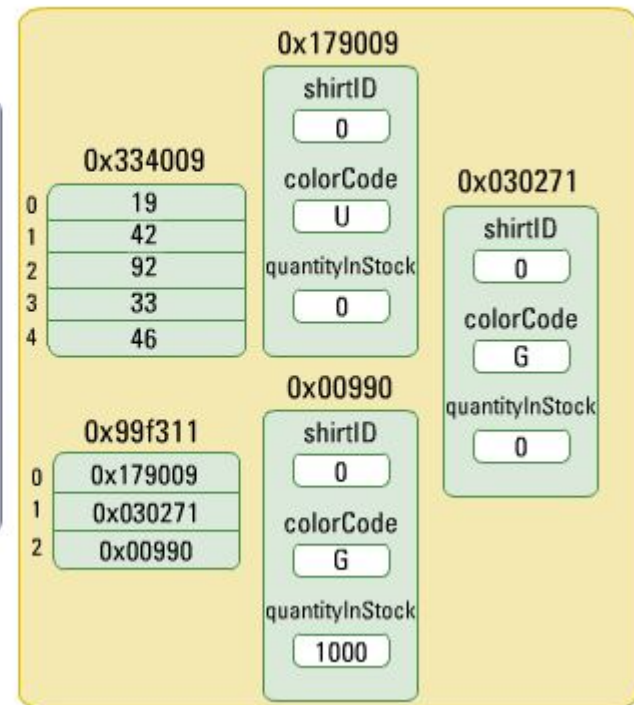 0x179009
shirtID
0
colorCode
U
quantityInStock
0
0x334009
0 19
1 42
2 92
3 33
4 46
0x030271
shirtID
0
colorCode
G
quantityInStock
0
0x99f311
0 0x179009
1 0x030271
2 0x00990
0x00990
shirtID
0
colorCode
G
quantityInStock
1000